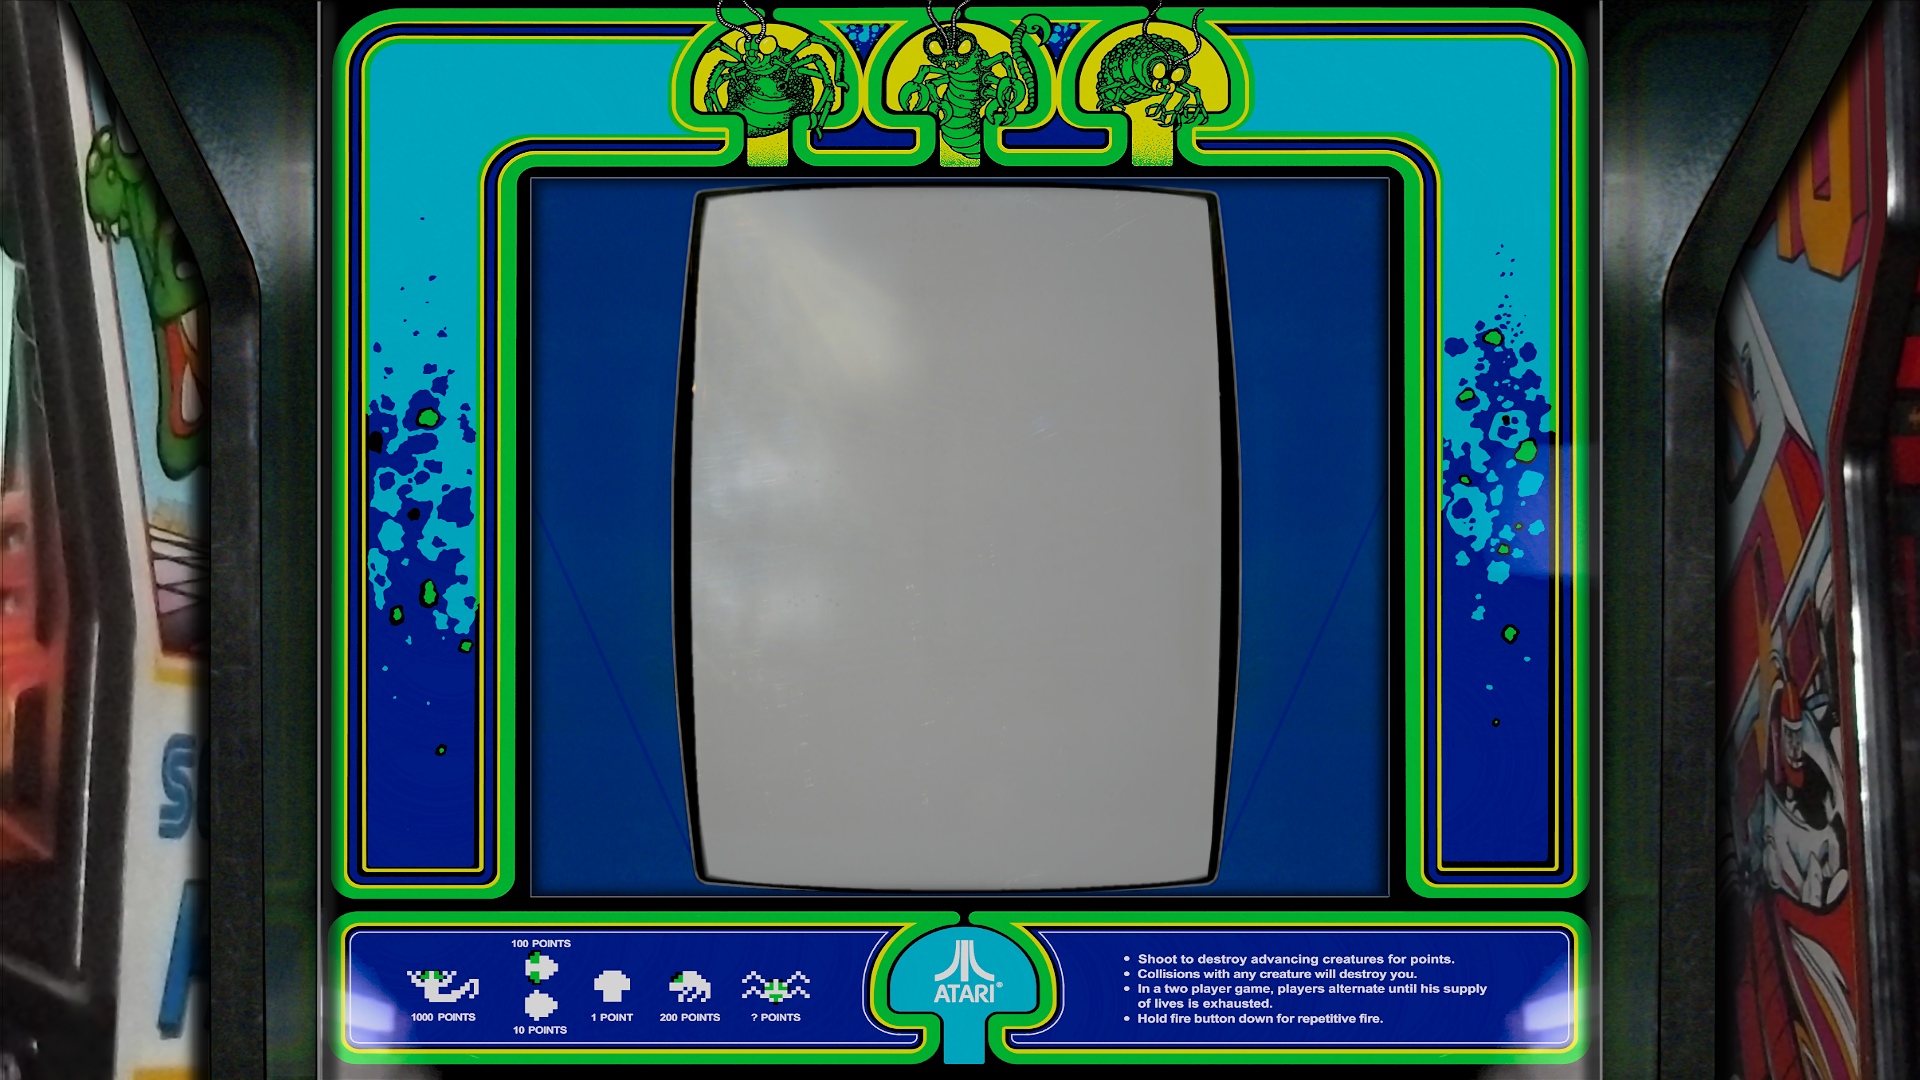 100 POINTS
1000 POINTS
10 POINTS
1 POINT
200 POINTS
? POINTS
ATARI®
• Shoot to destroy advancing creatures for points.
• Collisions with any creature will destroy you.
• In a two player game, players alternate until his supply
of lives is exhausted.
• Hold fire button down for repetitive fire.